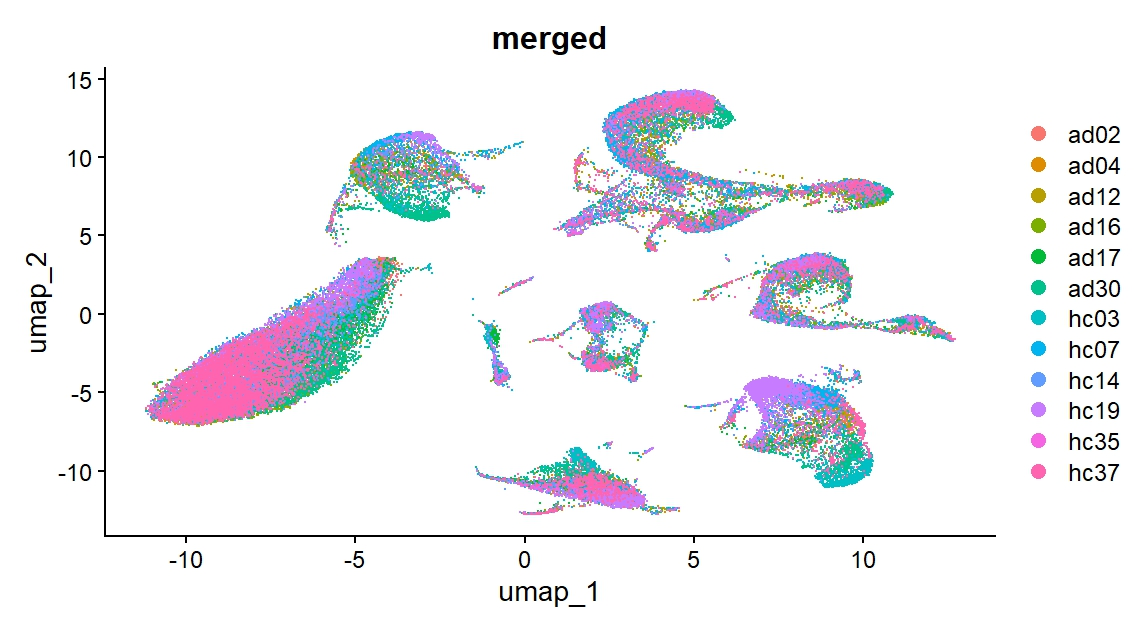 merged
15
10
5
0
-5
-10
umap_2
-10
-5
0
5
10
umap_1
ad02
ad04
ad12
ad16
ad17
ad30
hc03
hc07
hc14
hc19
hc35
hc37